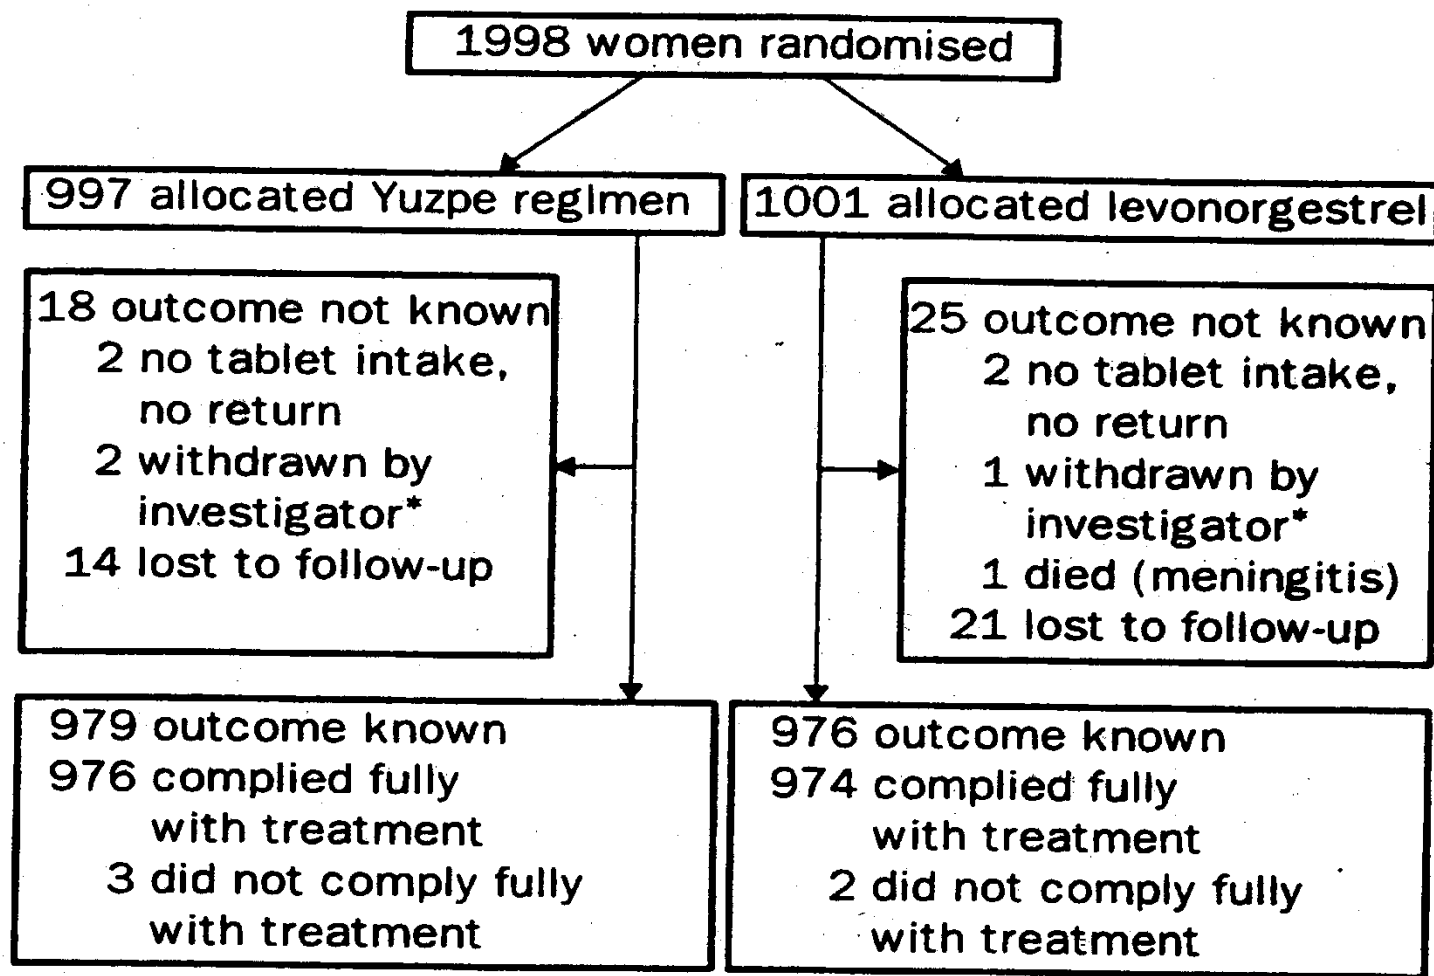 1998 women randomised
997 allocated Yuzpe regimen
1001 allocated levonorgestrel
18 outcome not known
2 no tablet intake,
no return
2 withdrawn by
investigator*
14 lost to follow-up
25 outcome not known
2 no tablet intake,
no return
1 withdrawn by
investigator*
1 died (meningitis)
21 lost to follow-up
979 outcome known
976 complied fully
with treatment
3 did not comply fully
with treatment
976 outcome known
974 complied fully
with treatment
2 did not comply fully
with treatment